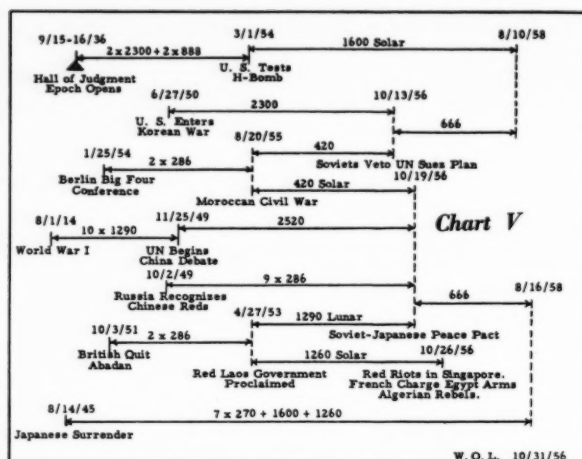 9/15-16/36
3/1/54
1600 Solar
8/10/58
2 x 2300 + 2 x 888
Hall of Judgment
Epoch Opens
U. S. Tests
H-Bomb
6/27/50
2300
10/13/56
U. S. Enters
Korean War
666
8/20/55
420
1/25/54
2 x 286
Soviets Veto UN Suez Plan
Berlin Big Four
Conference
420 Solar
10/19/56
Moroccan Civil War
8/1/14
11/25/49
2520
Chart V
10 x 1290
World War I
UN Begins
China Debate
10/2/49
9 x 286
8/16/58
Russia Recognizes
Chinese Reds
666
4/27/53
1290 Lunar
10/3/51
2 x 286
Soviet-Japanese Peace Pact
British Quit
Abadan
1260 Solar
10/26/56
Red Laos Government
Proclaimed
Red Riots in Singapore.
French Charge Egypt Arms
Algerian Rebels.
8/14/45
7 x 270 + 1600 + 1260
Japanese Surrender
W. O. L. 10/31/56